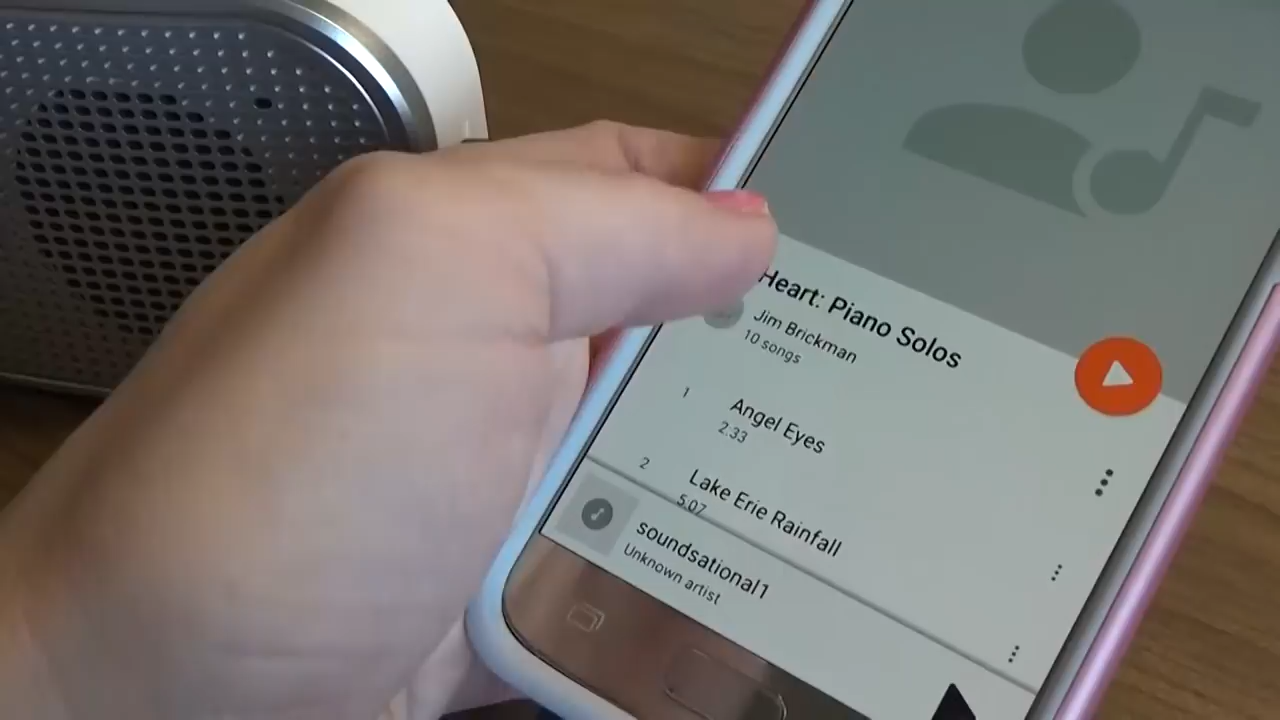 Heart: Piano Solos
Jim Brickman
10 songs
1 Angel Eyes
2:33
2 Lake Erie Rainfall
5:07
soundsational1
Unknown artist